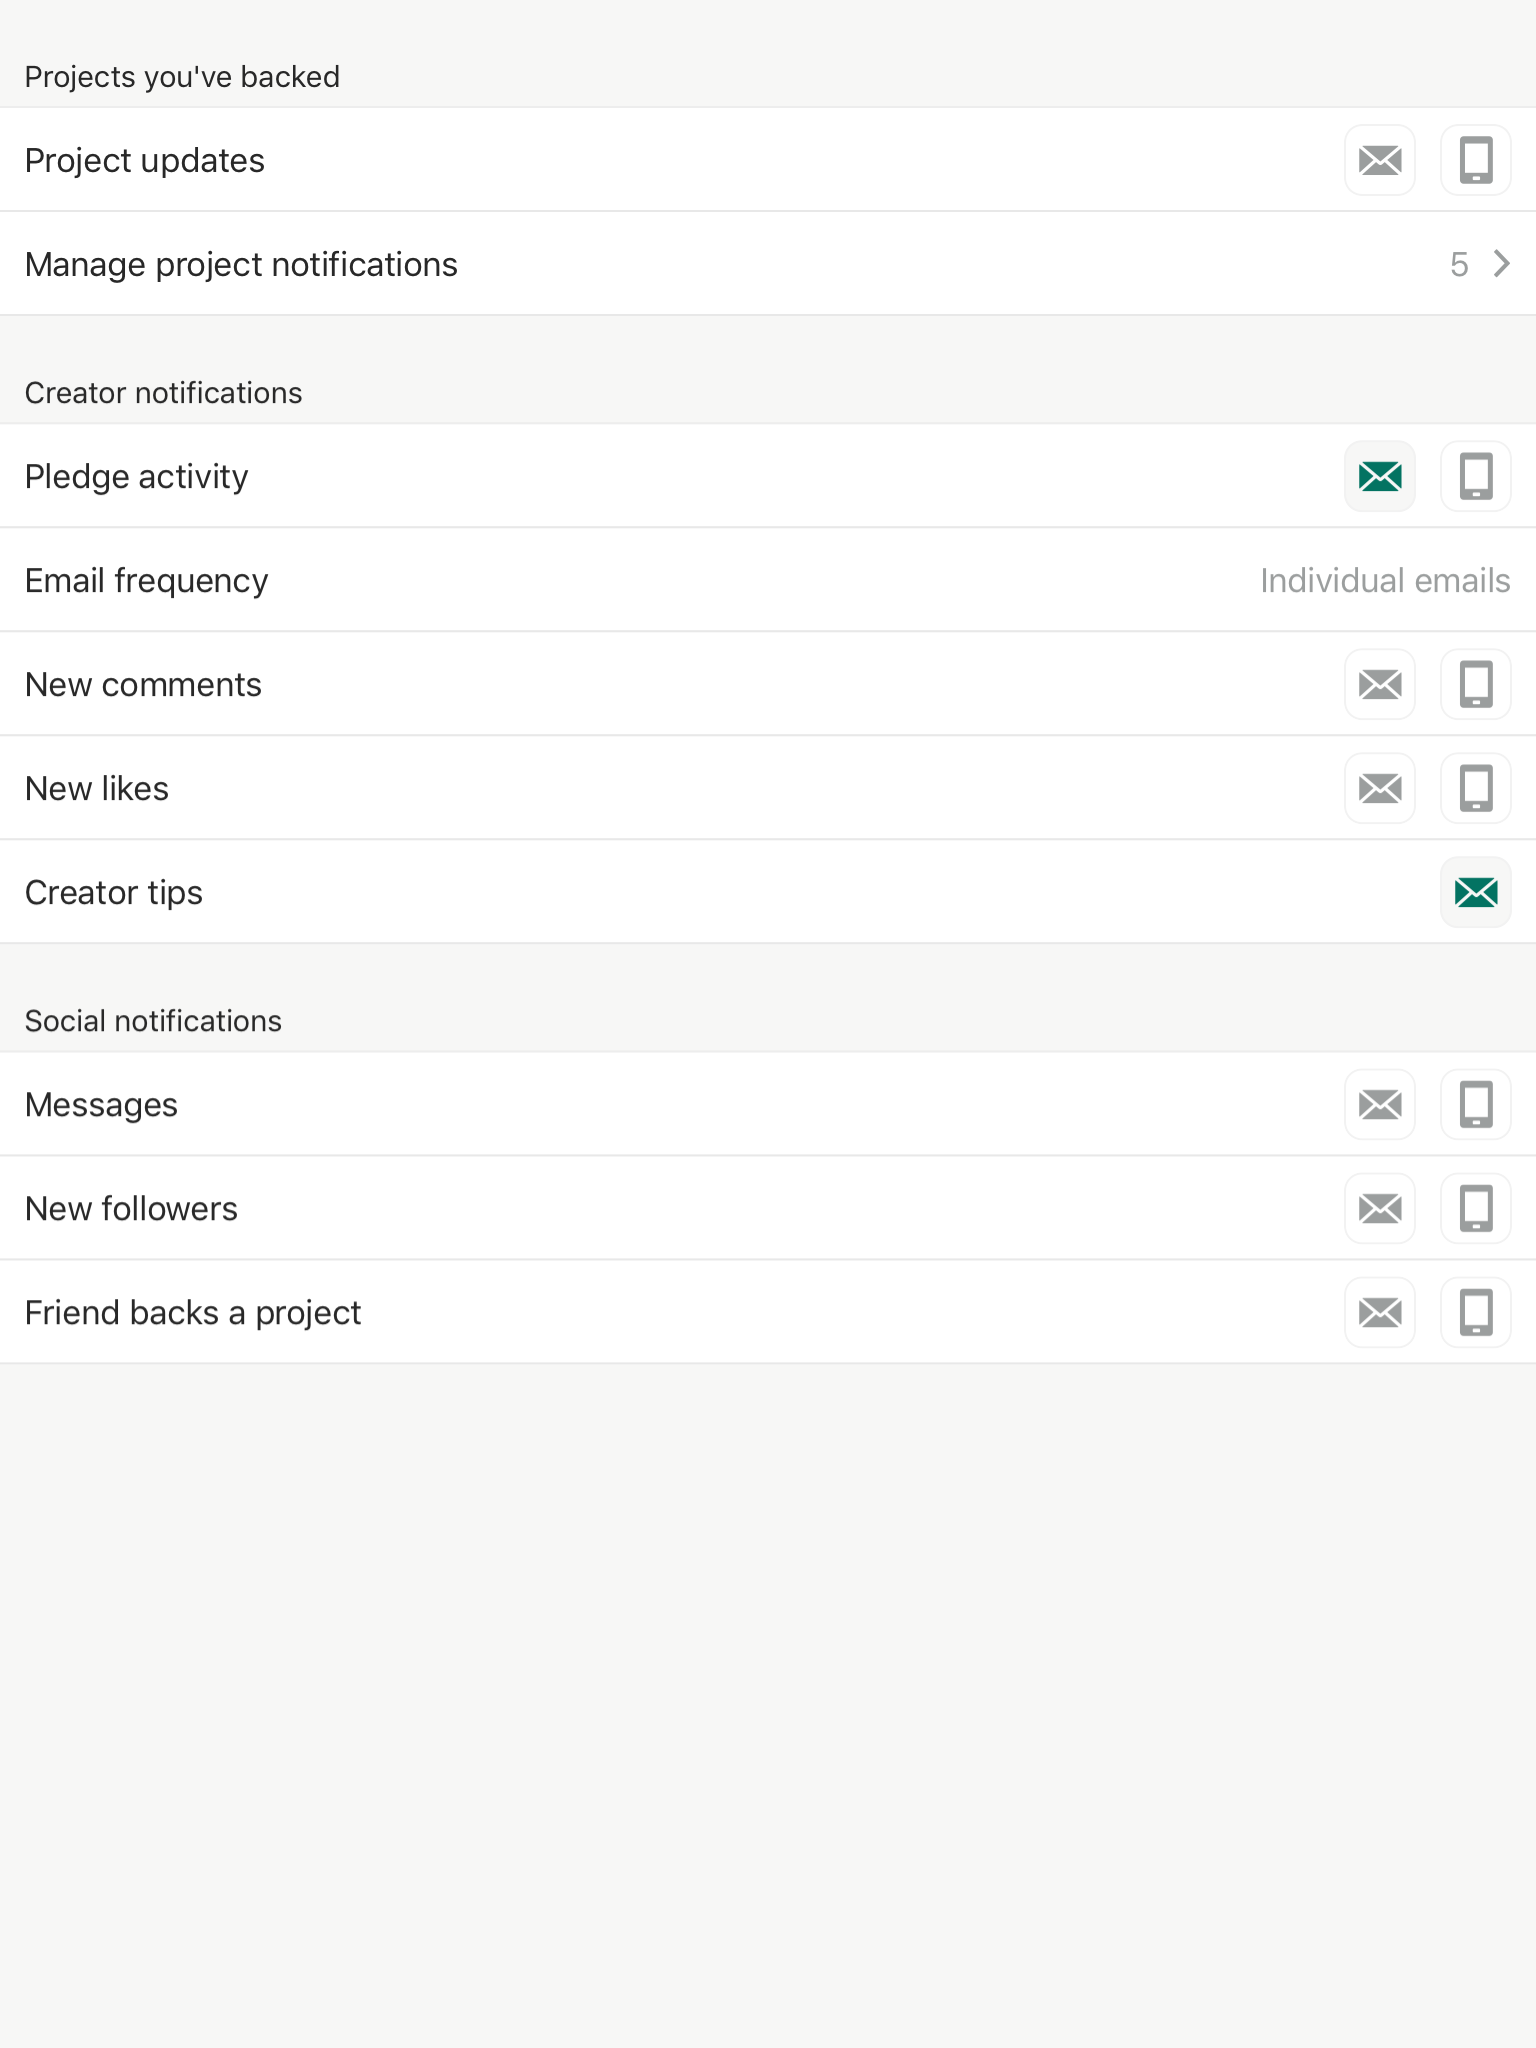 Projects you've backed
Project updates
Manage project notifications 5
Creator notifications
Pledge activity
Email frequency Individual emails
New comments
New likes
Creator tips
Social notifications
Messages
New followers
Friend backs a project